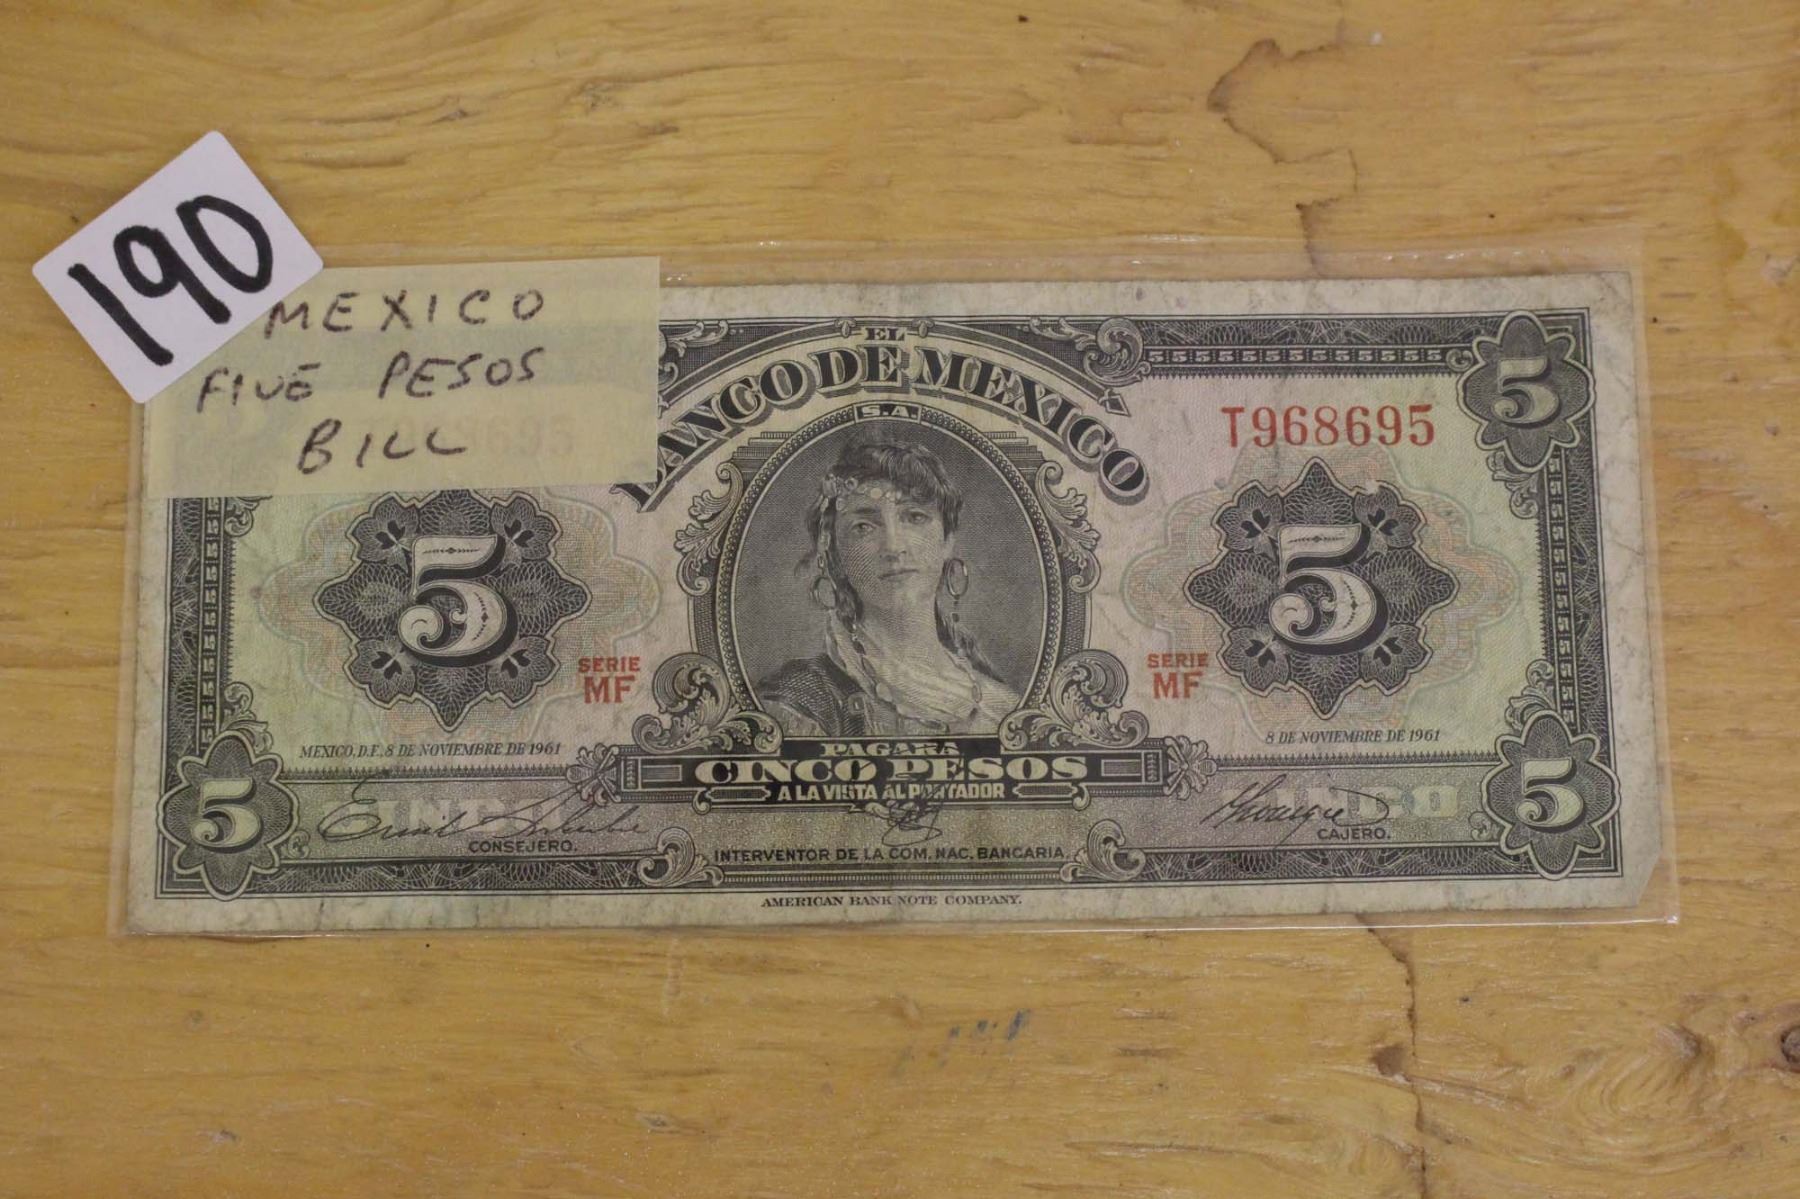 190
MEXICO
FIVE PESOS
BILL
EL
BANCO DE MEXICO
S.A.
T968695
5
5
5
5
5
SERIE
MF
SERIE
MF
MEXICO, D.F. 8 DE NOVIEMBRE DE 1961
8 DE NOVIEMBRE DE 1961
PAGARA
CINCO PESOS
A LA VISTA AL PORTADOR
CONSEJERO.
INTERVENTOR DE LA COM. NAC. BANCARIA.
CAJERO.
AMERICAN BANK NOTE COMPANY.